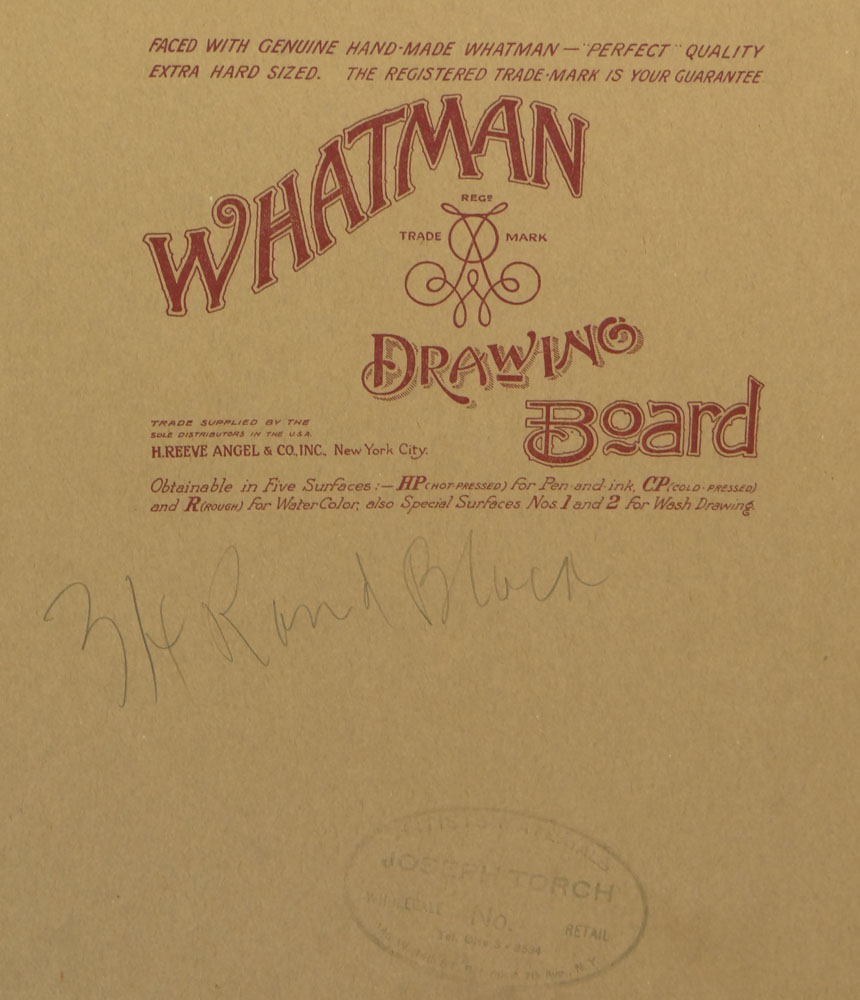 FACED WITH GENUINE HAND-MADE WHATMAN — "PERFECT" QUALITY
EXTRA HARD SIZED. THE REGISTERED TRADE-MARK IS YOUR GUARANTEE
WHATMAN
REGD
TRADE MARK
DRAWING
Board
TRADE SUPPLIED BY THE
SOLE DISTRIBUTORS IN THE U.S.A.
H. REEVE ANGEL & CO., INC., New York City.
Obtainable in Five Surfaces :— HP (HOT-PRESSED) for Pen-and-ink, CP (COLD-PRESSED)
and R (ROUGH) for Water Color, also Special Surfaces Nos 1 and 2 for Wash Drawing.
JOSEPH TORCH
WHOLESALE No. RETAIL